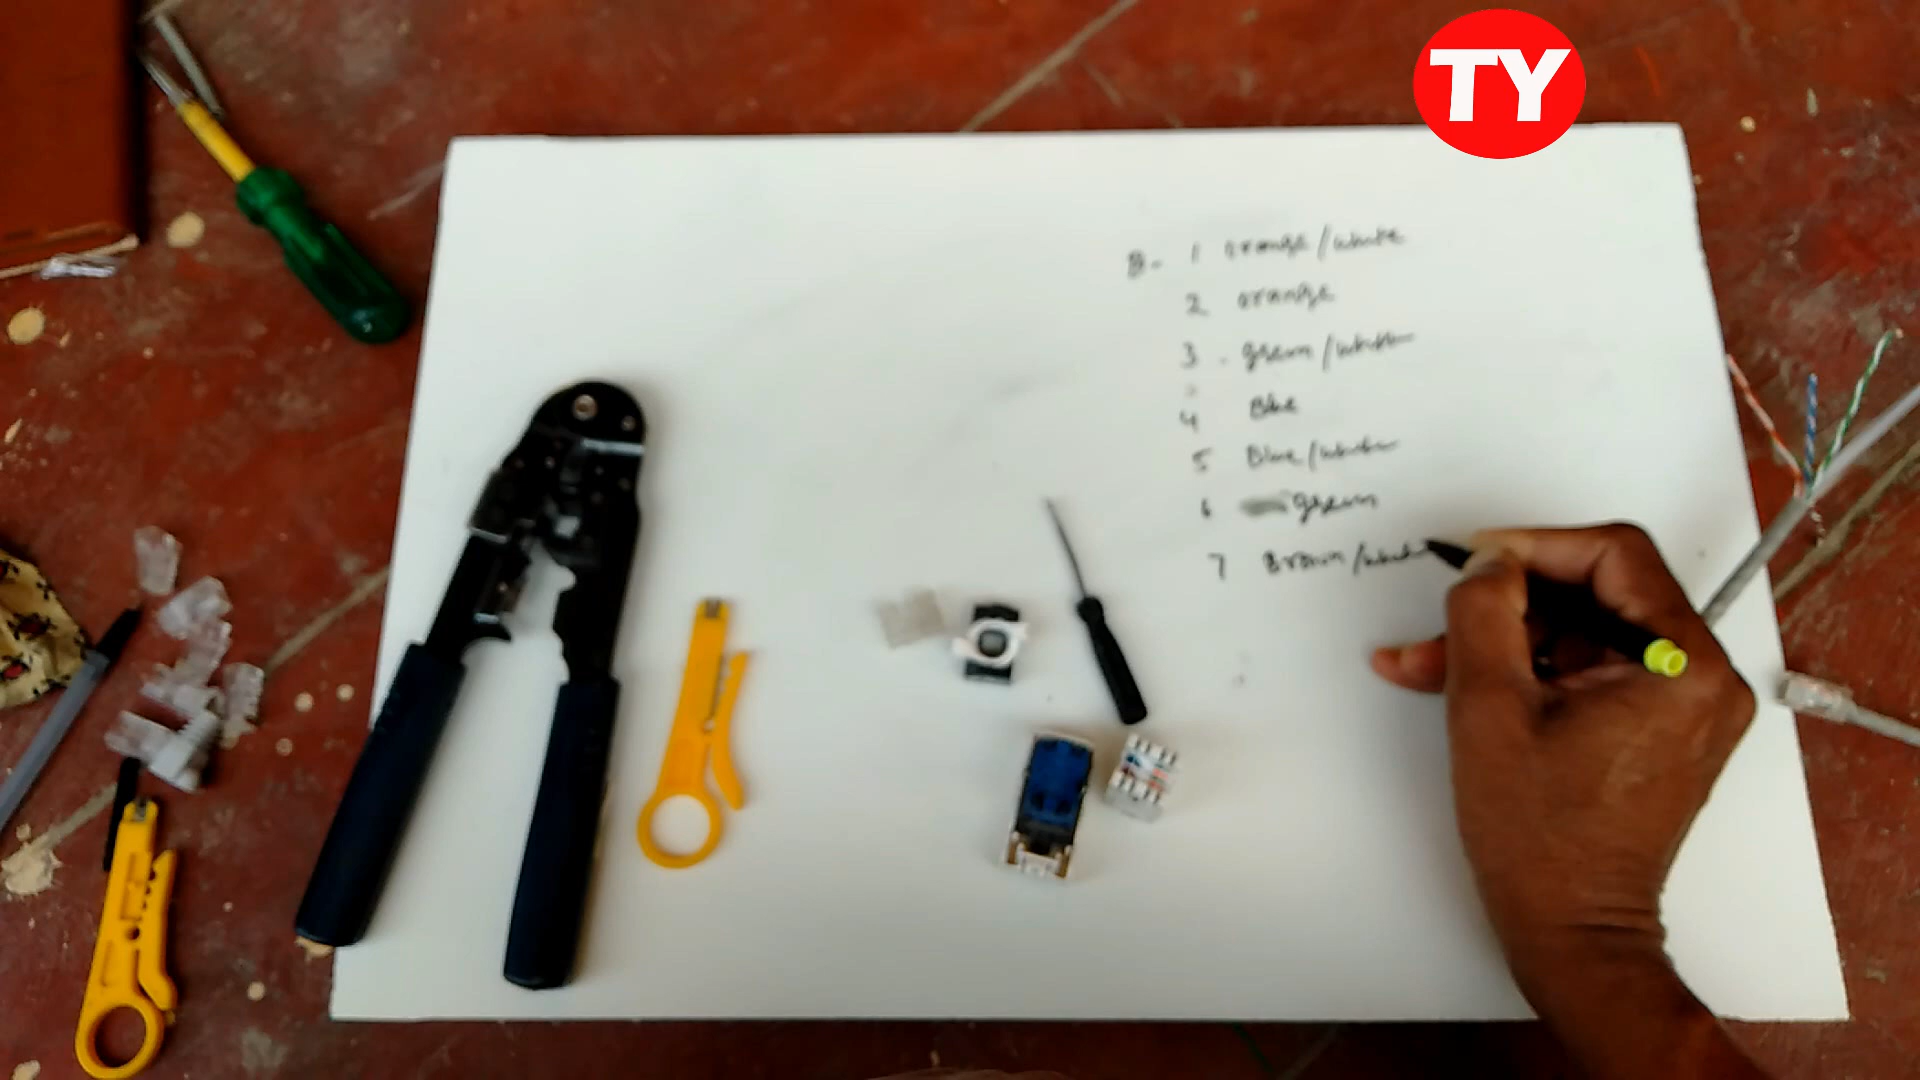 TY
B- 1 orange/white
2 orange
3. green/white
4 Blue
5 Blue/white
6 green
7 Brown/white